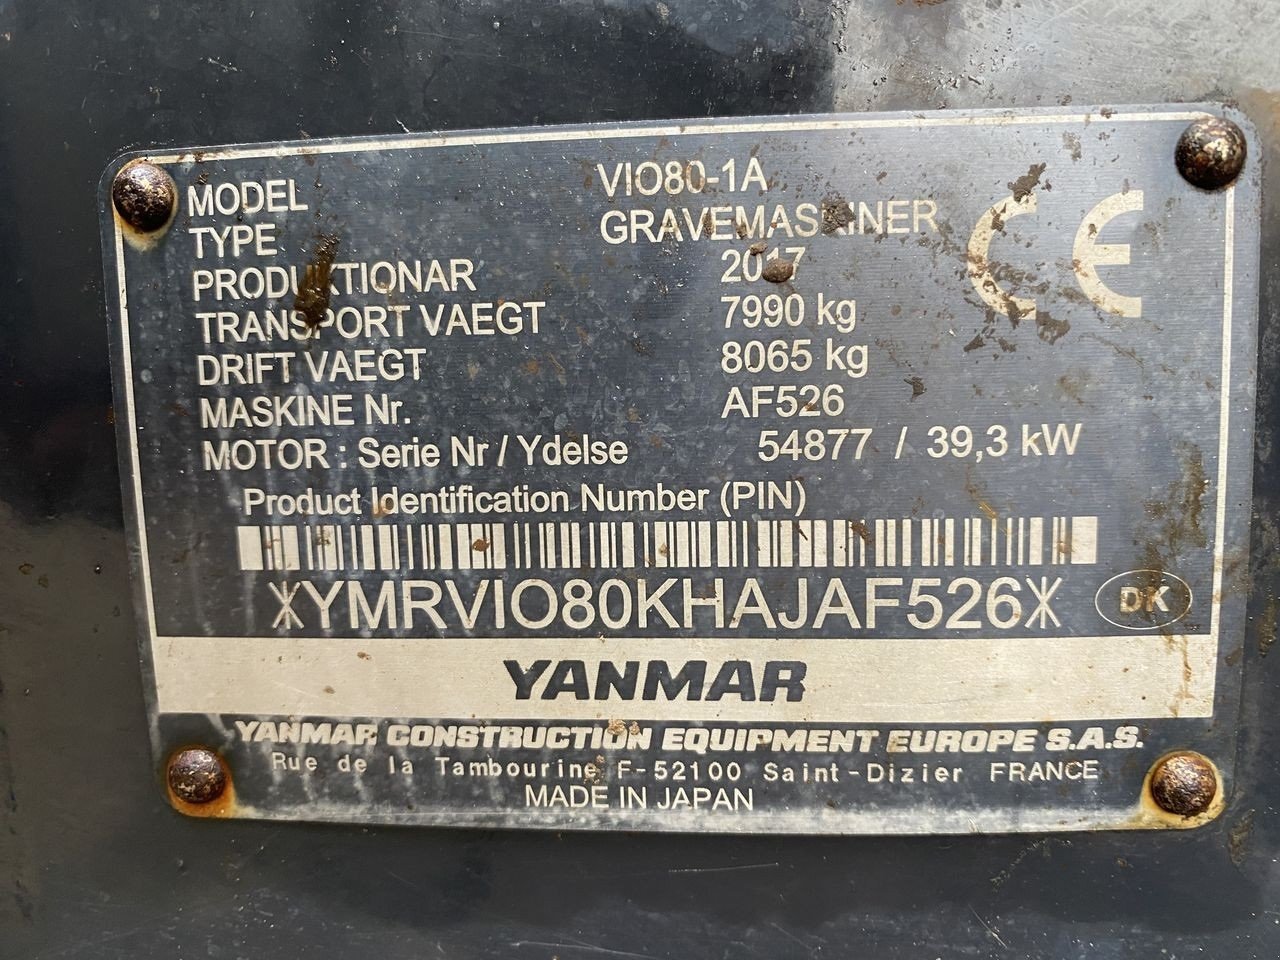 MODEL VIO80-1A
TYPE GRAVEMASKINER
PRODUKTIONAR 2017
TRANSPORT VAEGT 7990 kg
DRIFT VAEGT 8065 kg
MASKINE Nr. AF526
MOTOR : Serie Nr / Ydelse 54877 / 39,3 kW
CE
Product Identification Number (PIN)
*YMRVIO80KHAJAF526*
DK
YANMAR
YANMAR CONSTRUCTION EQUIPMENT EUROPE S.A.S.
Rue de la Tambourine F-52100 Saint-Dizier FRANCE
MADE IN JAPAN